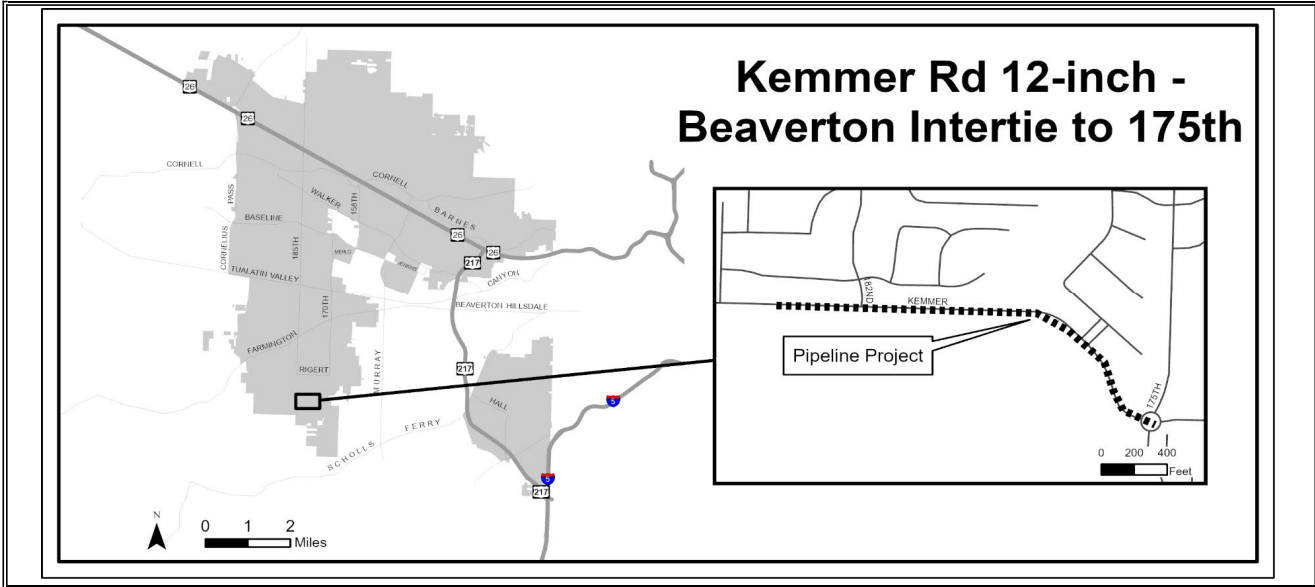 Kemmer Rd 12-inch -
Beaverton Intertie to 175th
26
26
CORNELL
CORNELL
PASS
WALKER
158TH
BARNES
BASELINE
185TH
26
26
217
MERLO
JENKINS
CORNELIUS
CANYON
TUALATIN VALLEY
170TH
BEAVERTON HILLSDALE
FARMINGTON
MURRAY
RIGERT
217
HALL
5
SCHOLLS FERRY
5
217
N
0 1 2
Miles
182ND
KEMMER
Pipeline Project
175TH
0 200 400
Feet